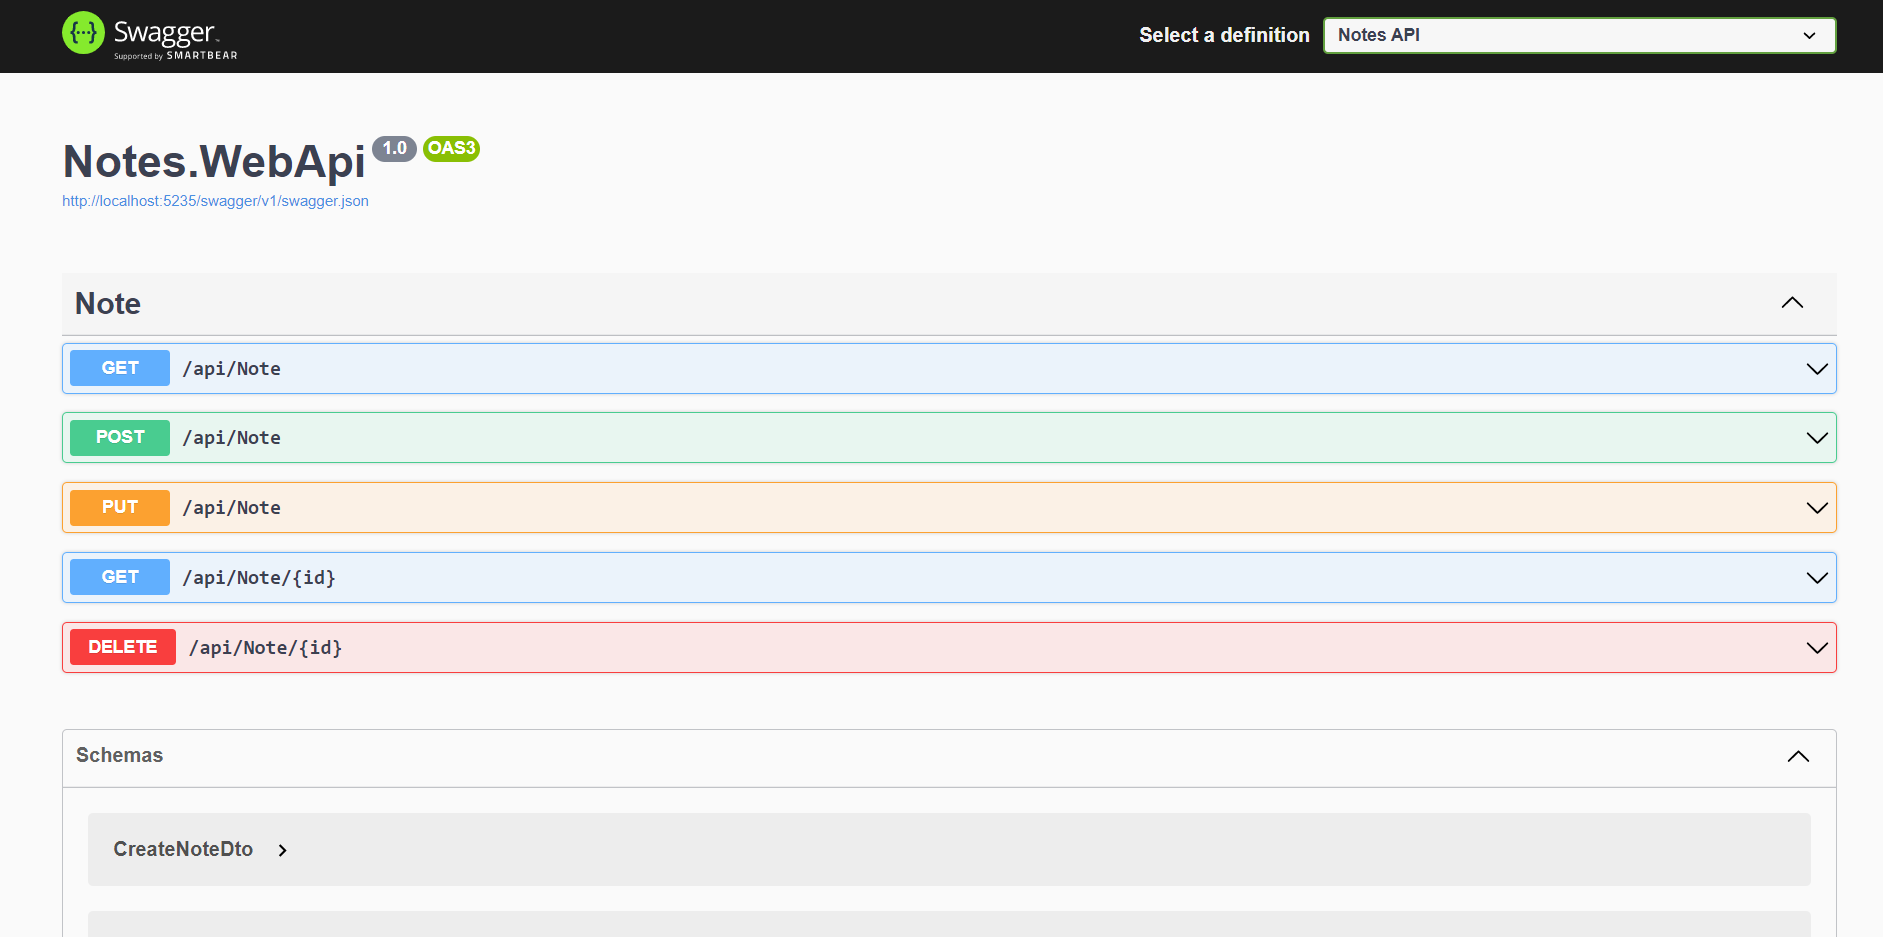 {···} Swagger™
Supported by SMARTBEAR
Select a definition
Notes API
Notes.WebApi 1.0 OAS3
http://localhost:5235/swagger/v1/swagger.json
Note
GET /api/Note
POST /api/Note
PUT /api/Note
GET /api/Note/{id}
DELETE /api/Note/{id}
Schemas
CreateNoteDto